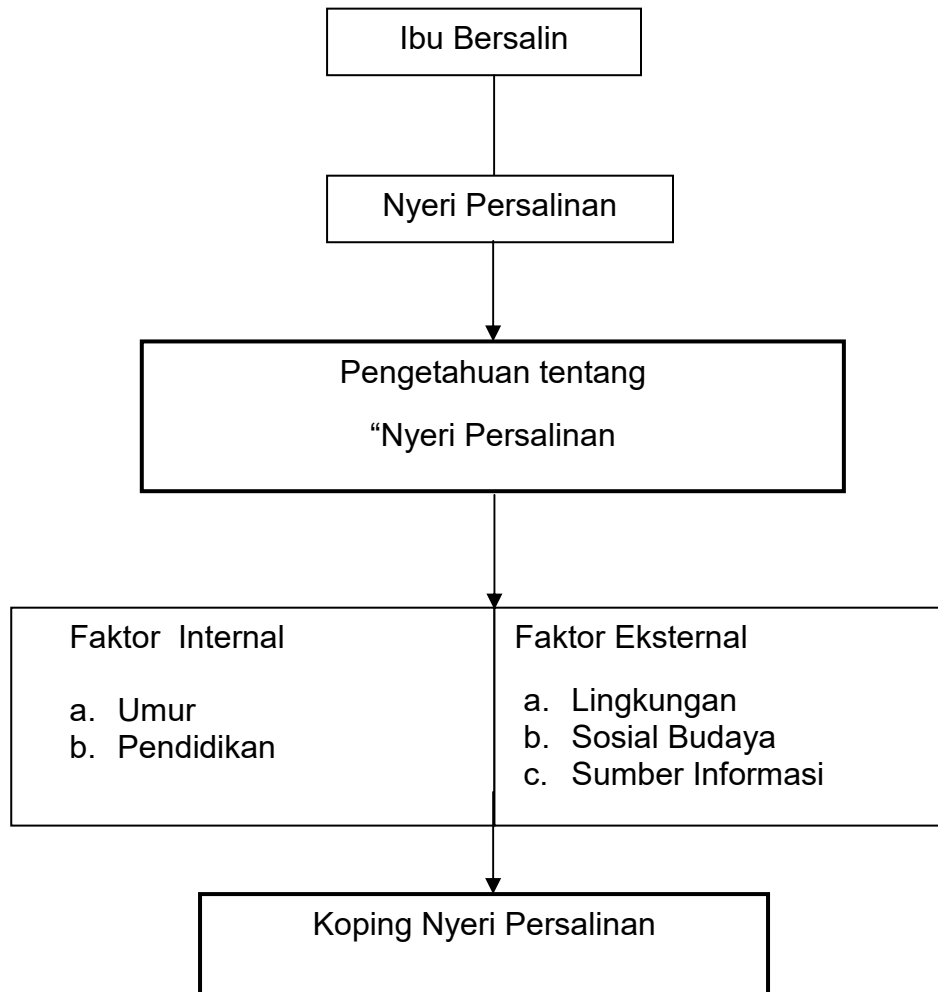 Ibu Bersalin
Nyeri Persalinan
Pengetahuan tentang
“Nyeri Persalinan
Faktor Internal
a. Umur
b. Pendidikan
Faktor Eksternal
a. Lingkungan
b. Sosial Budaya
c. Sumber Informasi
Koping Nyeri Persalinan